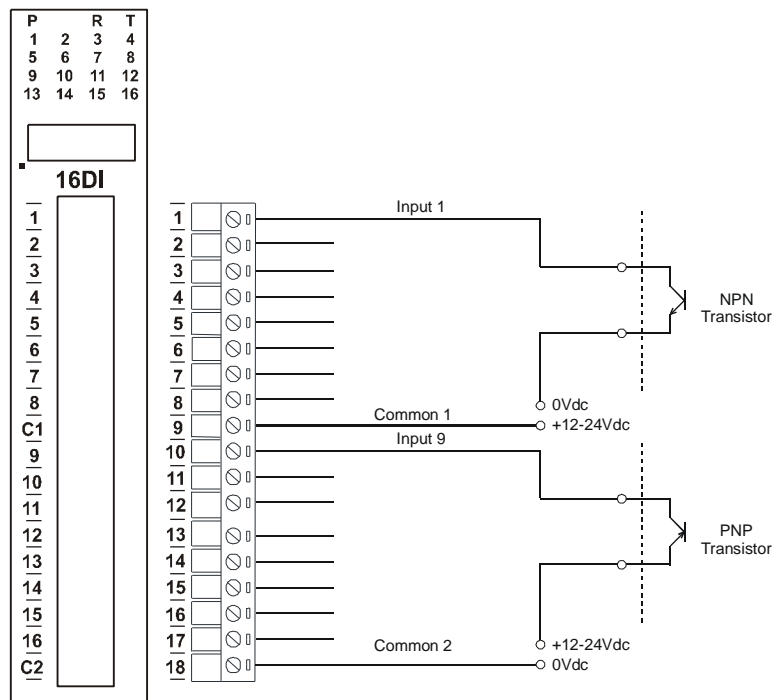 P R T
1 2 3 4
5 6 7 8
9 10 11 12
13 14 15 16
16DI
1
2
3
4
5
6
7
8
C1
9
10
11
12
13
14
15
16
C2
1
2
3
4
5
6
7
8
9
10
11
12
13
14
15
16
17
18
Input 1
NPN
Transistor
0Vdc
Common 1
+12-24Vdc
Input 9
PNP
Transistor
+12-24Vdc
Common 2
0Vdc